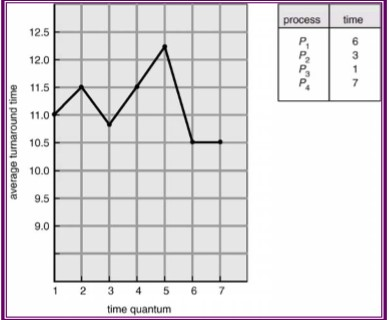 process time
P1 6
P2 3
P3 1
P4 7
average turnaround time
12.5
12.0
11.5
11.0
10.5
10.0
9.5
9.0
1 2 3 4 5 6 7
time quantum